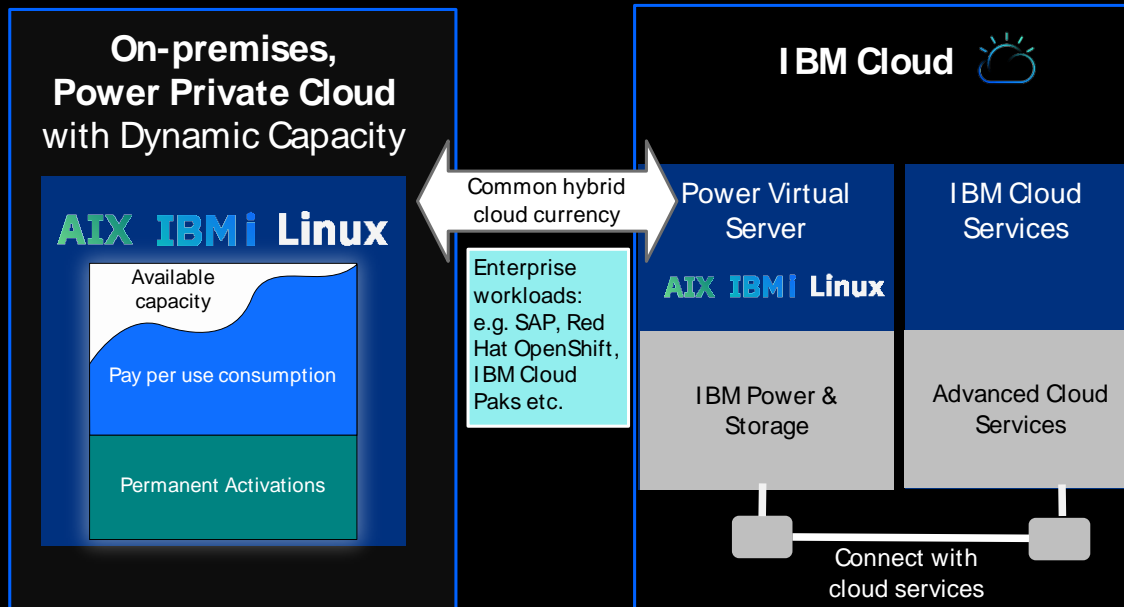 On-premises,
Power Private Cloud
with Dynamic Capacity
AIX IBM i Linux
Available
capacity
Pay per use consumption
Permanent Activations
Common hybrid
cloud currency
Enterprise
workloads:
e.g. SAP, Red
Hat OpenShift,
IBM Cloud
Paks etc.
IBM Cloud
Power Virtual
Server
AIX IBM i Linux
IBM Power &
Storage
IBM Cloud
Services
Advanced Cloud
Services
Connect with
cloud services